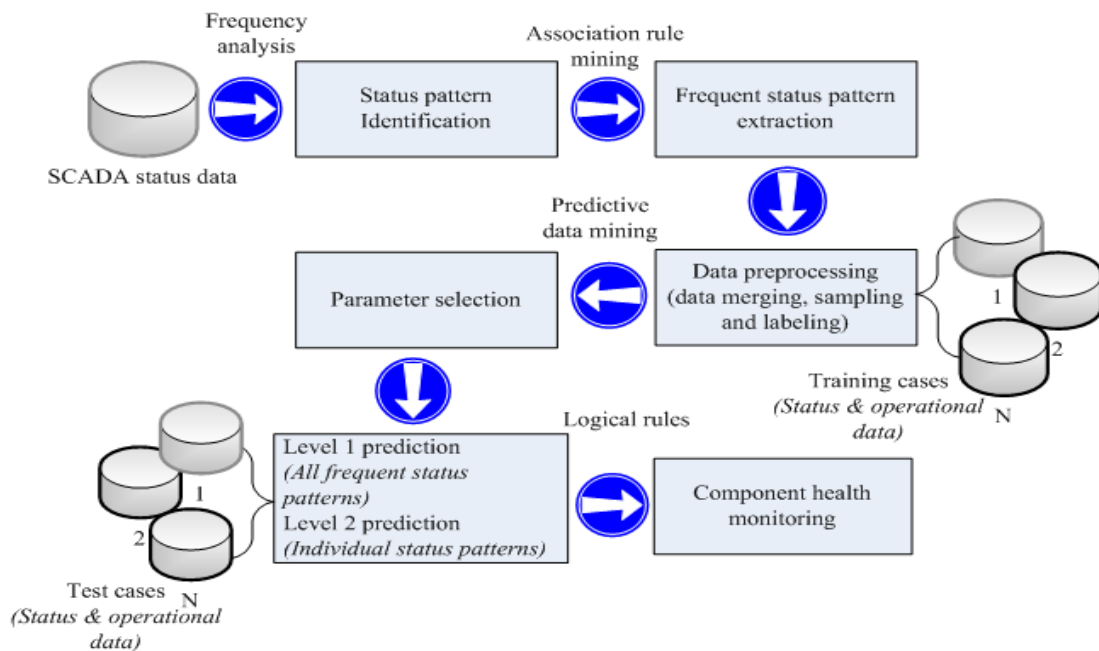 Frequency
analysis
Association rule
mining
Status pattern
Identification
Frequent status pattern
extraction
SCADA status data
Predictive
data mining
Parameter selection
Data preprocessing
(data merging, sampling
and labeling)
1
2
N
Training cases
(Status & operational
data)
Logical rules
Level 1 prediction
(All frequent status
patterns)
Level 2 prediction
(Individual status patterns)
Component health
monitoring
1
2
N
Test cases
(Status & operational
data)